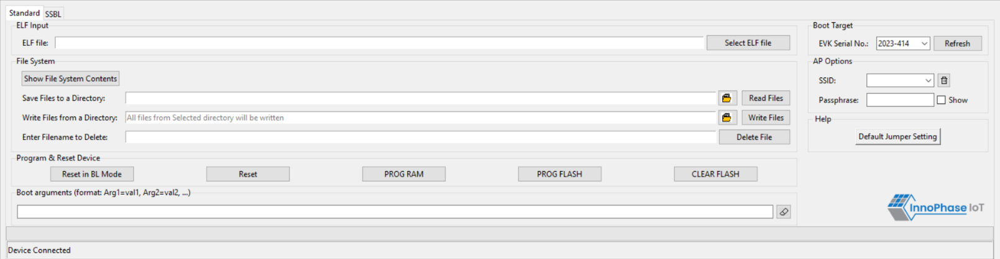 Standard SSBL
ELF Input
ELF file: Select ELF file
File System
Show File System Contents
Save Files to a Directory: Read Files
Write Files from a Directory: All files from Selected directory will be written Write Files
Enter Filename to Delete: Delete File
Program & Reset Device
Reset in BL Mode Reset PROG RAM PROG FLASH CLEAR FLASH
Boot arguments (format: Arg1=val1, Arg2=val2, ...)
Boot Target
EVK Serial No.: 2023-414 Refresh
AP Options
SSID:
Passphrase: Show
Help
Default Jumper Setting
InnoPhase IoT
Device Connected